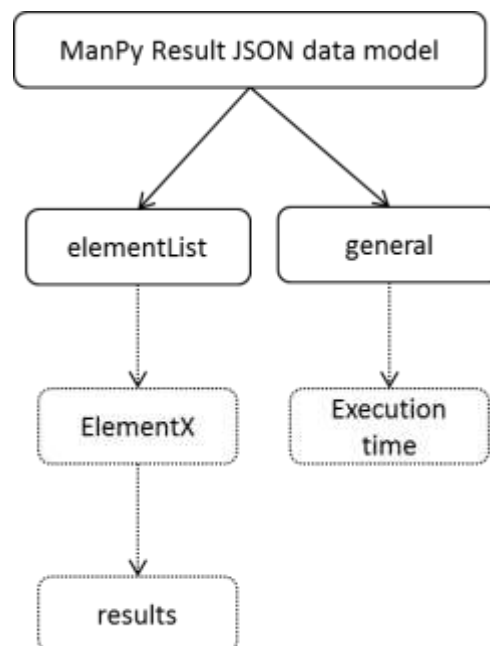 ManPy Result JSON data model
elementList
general
ElementX
Execution
time
results